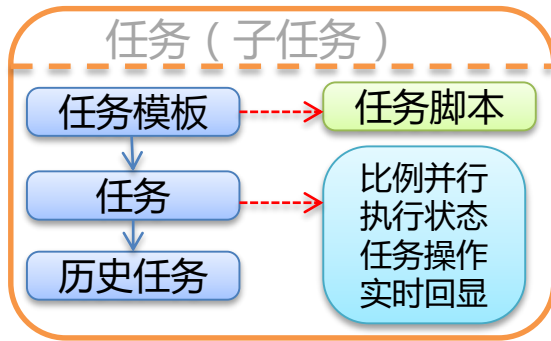 任务（子任务）
任务模板
任务脚本
任务
历史任务
比例并行
执行状态
任务操作
实时回显